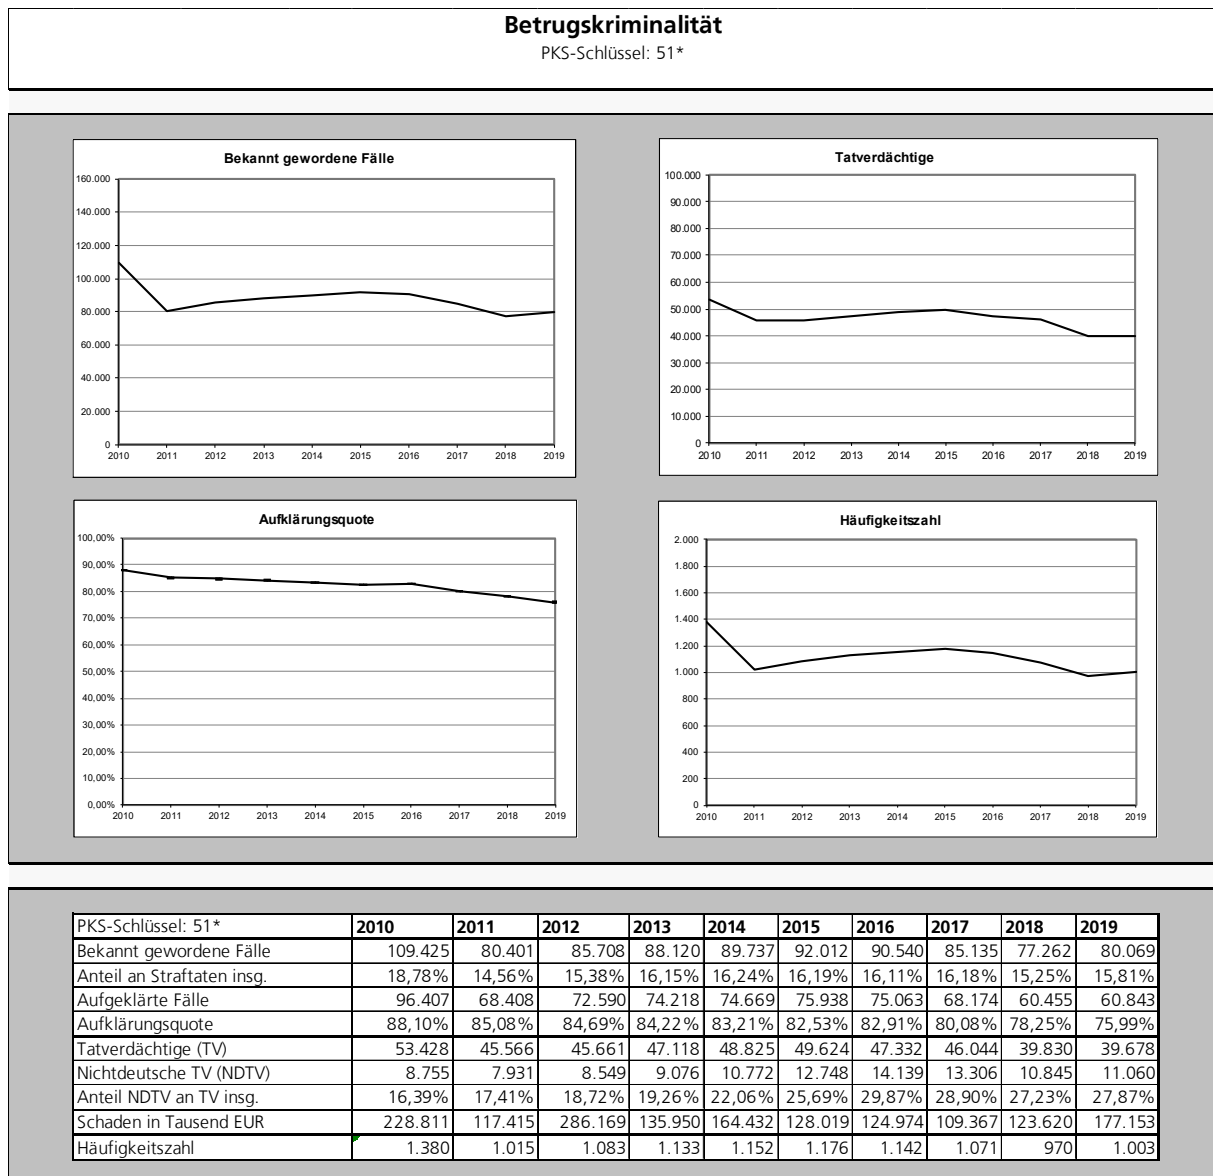 Betrugskriminalität
PKS-Schlüssel: 51*
Bekannt gewordene Fälle
160.000
140.000
120.000
100.000
80.000
60.000
40.000
20.000
0
2010 2011 2012 2013 2014 2015 2016 2017 2018 2019
Tatverdächtige
100.000
90.000
80.000
70.000
60.000
50.000
40.000
30.000
20.000
10.000
0
2010 2011 2012 2013 2014 2015 2016 2017 2018 2019
Aufklärungsquote
100,00%
90,00%
80,00%
70,00%
60,00%
50,00%
40,00%
30,00%
20,00%
10,00%
0,00%
2010 2011 2012 2013 2014 2015 2016 2017 2018 2019
Häufigkeitszahl
2.000
1.800
1.600
1.400
1.200
1.000
800
600
400
200
0
2010 2011 2012 2013 2014 2015 2016 2017 2018 2019
PKS-Schlüssel: 51* 2010 2011 2012 2013 2014 2015 2016 2017 2018 2019
Bekannt gewordene Fälle 109.425 80.401 85.708 88.120 89.737 92.012 90.540 85.135 77.262 80.069
Anteil an Straftaten insg. 18,78% 14,56% 15,38% 16,15% 16,24% 16,19% 16,11% 16,18% 15,25% 15,81%
Aufgeklärte Fälle 96.407 68.408 72.590 74.218 74.669 75.938 75.063 68.174 60.455 60.843
Aufklärungsquote 88,10% 85,08% 84,69% 84,22% 83,21% 82,53% 82,91% 80,08% 78,25% 75,99%
Tatverdächtige (TV) 53.428 45.566 45.661 47.118 48.825 49.624 47.332 46.044 39.830 39.678
Nichtdeutsche TV (NDTV) 8.755 7.931 8.549 9.076 10.772 12.748 14.139 13.306 10.845 11.060
Anteil NDTV an TV insg. 16,39% 17,41% 18,72% 19,26% 22,06% 25,69% 29,87% 28,90% 27,23% 27,87%
Schaden in Tausend EUR 228.811 117.415 286.169 135.950 164.432 128.019 124.974 109.367 123.620 177.153
Häufigkeitszahl 1.380 1.015 1.083 1.133 1.152 1.176 1.142 1.071 970 1.003